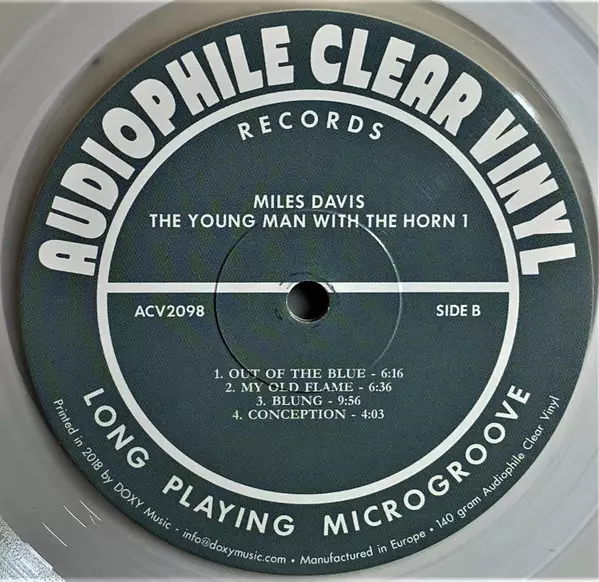 AUDIOPHILE CLEAR VINYL
RECORDS
MILES DAVIS
THE YOUNG MAN WITH THE HORN 1
ACV2098
SIDE B
1. OUT OF THE BLUE - 6:16
2. MY OLD FLAME - 6:36
3. BLUNG - 9:56
4. CONCEPTION - 4:03
LONG PLAYING MICROGROOVE
Printed in 2018 by DOXY Music - info@doxymusic.com • Manufactured in Europe • 140 gram Audiophile Clear Vinyl